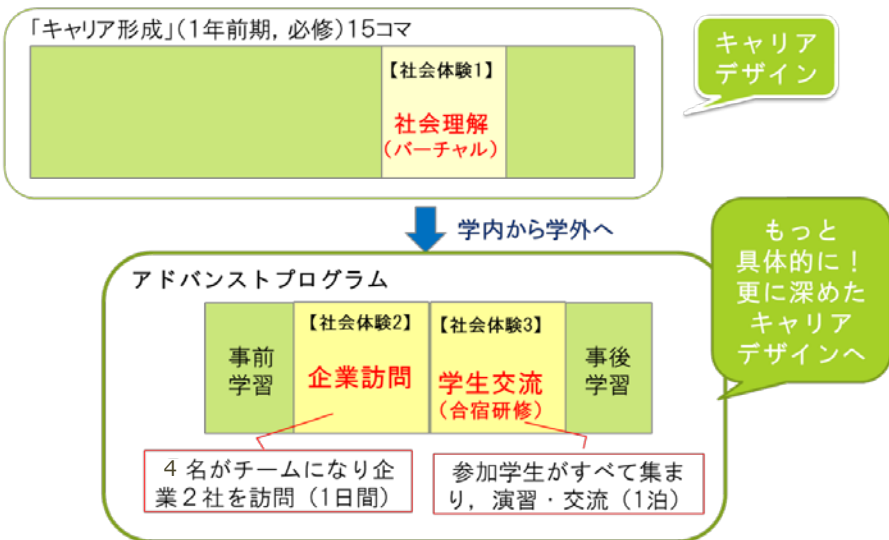 「キャリア形成」(1年前期, 必修)15コマ
【社会体験1】
社会理解
(バーチャル)
キャリア
デザイン
学内から学外へ
アドバンストプログラム
事前
学習
【社会体験2】
企業訪問
【社会体験3】
学生交流
(合宿研修)
事後
学習
4名がチームになり企
業2社を訪問(1日間)
参加学生がすべて集ま
り, 演習・交流(1泊)
もっと
具体的に!
更に深めた
キャリア
デザインへ